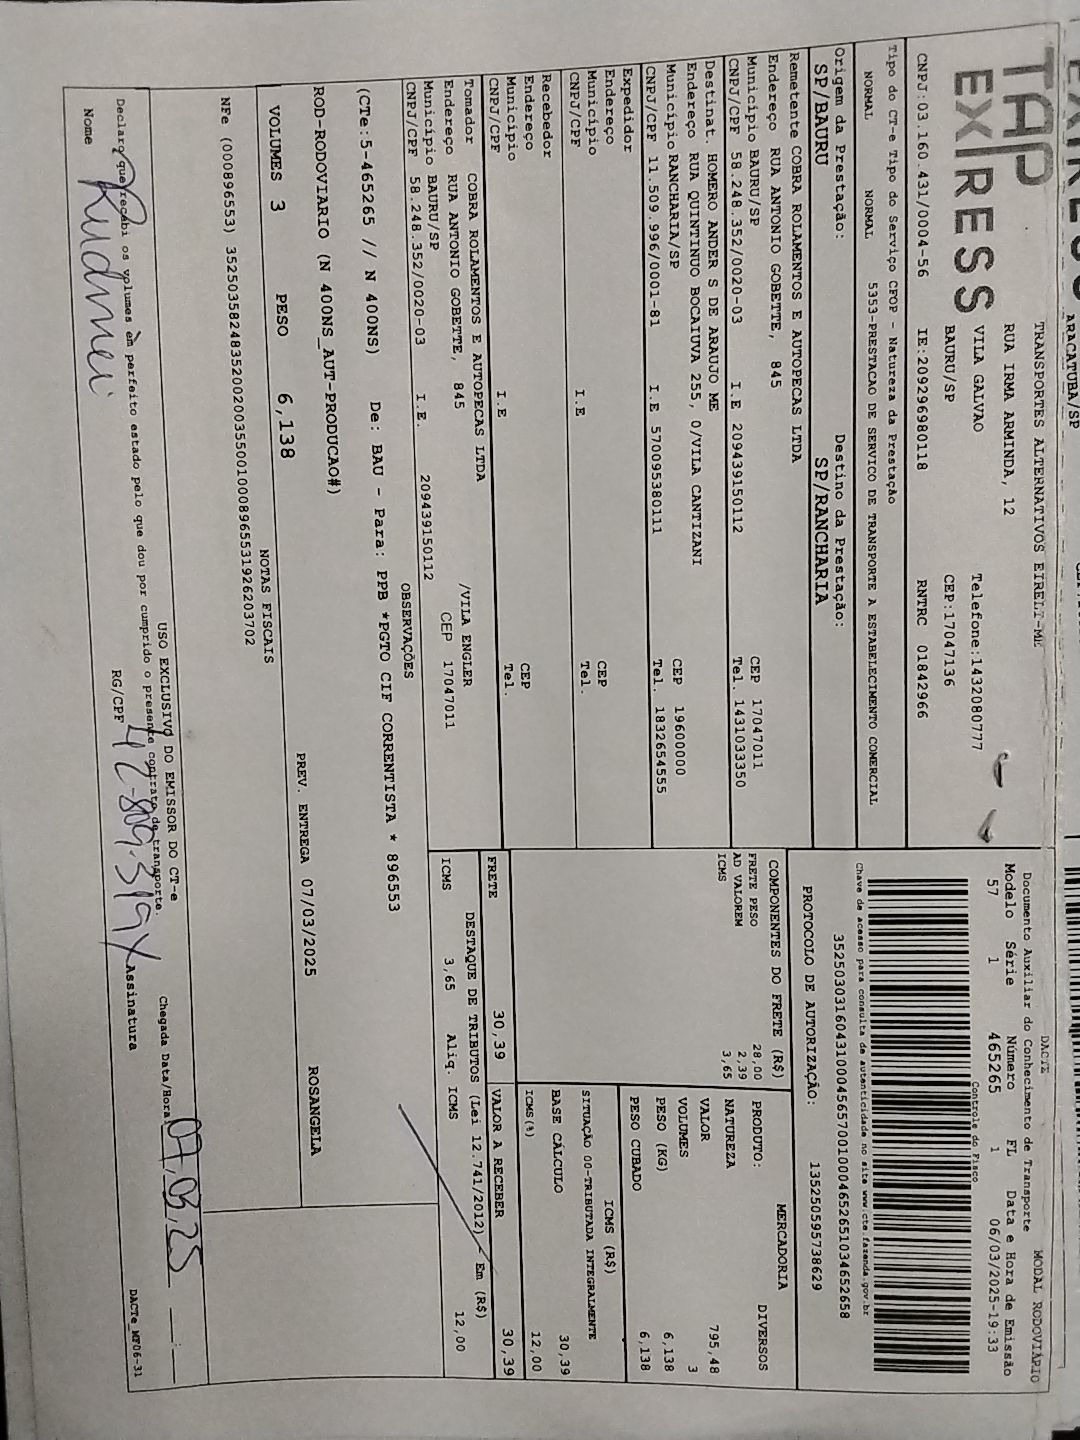 ARACATUBA/SP
TAP
EXPRESS
TRANSPORTES ALTERNATIVOS EIRELI-ME
RUA IRMA ARMINDA, 12
VILA GALVAO Telefone:1432080777
BAURU/SP CEP:17047136
CNPJ:03.160.431/0004-56 IE:209296980118 RNTRC 01842966
DACTE MODAL RODOVIÁRIO
Documento Auxiliar do Conhecimento de Transporte
Modelo Série Número FL Data e Hora de Emissão
57 1 465265 1 06/03/2025-19:33
Controle do Fisco
Chave de acesso para consulta de autenticidade no site www.cte.fazenda.gov.br
35250303160431000456570010004652651034652658
PROTOCOLO DE AUTORIZAÇÃO: 135250595738629
Tipo do CT-e Tipo do Serviço CFOP - Natureza da Prestação
NORMAL NORMAL 5353-PRESTACAO DE SERVICO DE TRANSPORTE A ESTABELECIMENTO COMERCIAL
Origem da Prestação: Destino da Prestação:
SP/BAURU SP/RANCHARIA
Remetente COBRA ROLAMENTOS E AUTOPECAS LTDA
Endereço RUA ANTONIO GOBETTE, 845
Município BAURU/SP CEP 17047011
CNPJ/CPF 58.248.352/0020-03 I.E 209439150112 Tel. 1431033350
Destinat. HOMERO ANDER S DE ARAUJO ME
Endereço RUA QUINTINUO BOCAIUVA 255, 0/VILA CANTIZANI
Município RANCHARIA/SP CEP 19600000
CNPJ/CPF 11.509.996/0001-81 I.E 570095380111 Tel. 1832654555
Expedidor
Endereço
Município CEP
CNPJ/CPF I.E Tel.
Recebedor
Endereço
Município CEP
CNPJ/CPF I.E Tel.
Tomador COBRA ROLAMENTOS E AUTOPECAS LTDA
Endereço RUA ANTONIO GOBETTE, 845 /VILA ENGLER
Município BAURU/SP CEP 17047011
CNPJ/CPF 58.248.352/0020-03 I.E. 209439150112
COMPONENTES DO FRETE (R$)
FRETE PESO 28,00
AD VALOREM 2,39
ICMS 3,65
MERCADORIA
PRODUTO: DIVERSOS
NATUREZA
VALOR 795,48
VOLUMES 3
PESO (KG) 6,138
PESO CUBADO 6,138
ICMS (R$)
SITUAÇÃO 00-TRIBUTADA INTEGRALMENTE
BASE CÁLCULO 30,39
ICMS(%) 12,00
FRETE 30,39 VALOR A RECEBER 30,39
DESTAQUE DE TRIBUTOS (Lei 12.741/2012) - Em (R$)
ICMS 3,65 Aliq. ICMS 12,00
OBSERVAÇÕES
(CTe:5-465265 // N 400NS) De: BAU - Para: PPB *PGTO CIF CORRENTISTA * 896553
ROD-RODOVIARIO (N 400NS_AUT-PRODUCAO#)
VOLUMES 3 PESO 6,138 PREV. ENTREGA 07/03/2025 ROSANGELA
NOTAS FISCAIS
NFe (000896553) 35250358248352002003550010008965531926203702
USO EXCLUSIVO DO EMISSOR DO CT-e
Declaro que recebi os volumes em perfeito estado pelo que dou por cumprido o presente contrato de transporte.
Chegada Data/Hora 07.03.25 :
Nome RG/CPF 42-809.319X Assinatura
DACTe_MF06-31